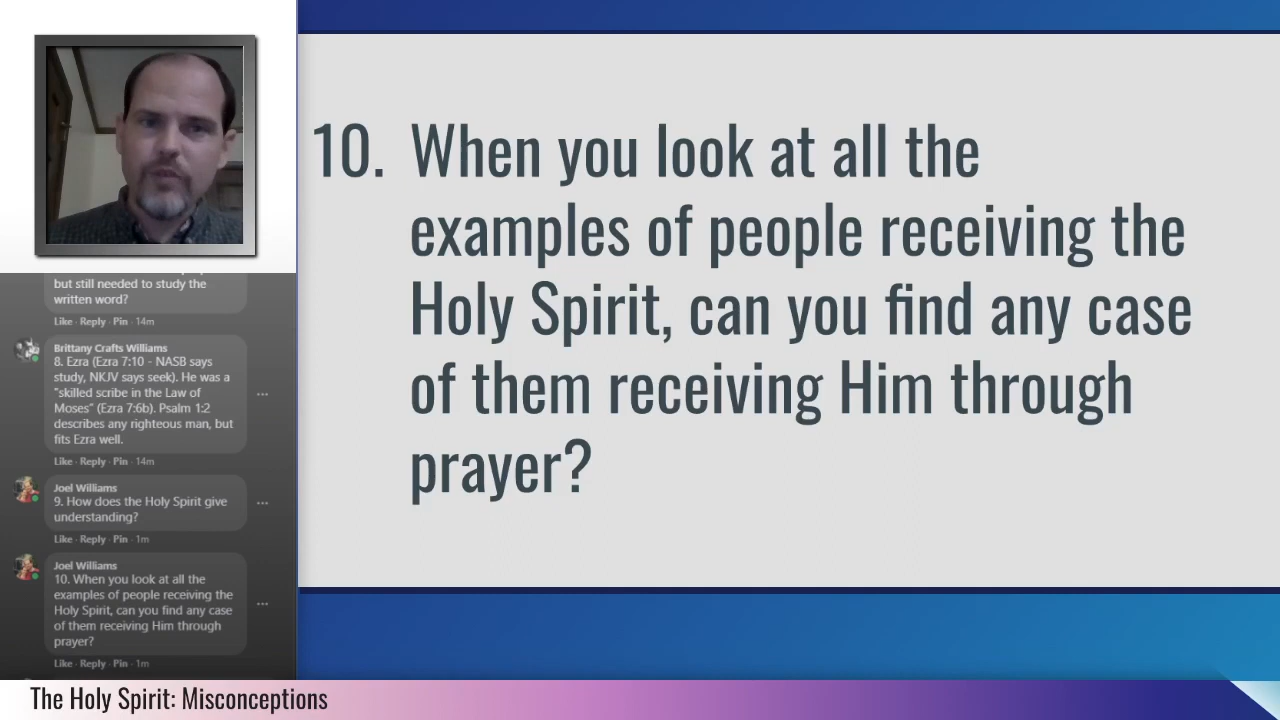 10. When you look at all the
examples of people receiving the
Holy Spirit, can you find any case
of them receiving Him through
prayer?
but still needed to study the
written word?
Like · Reply · Pin · 14m
Brittany Crafts Williams
8. Ezra (Ezra 7:10 - NASB says
study, NKJV says seek). He was a
"skilled scribe in the Law of
Moses" (Ezra 7:6b). Psalm 1:2
describes any righteous man, but
fits Ezra well.
Like · Reply · Pin · 14m
Joel Williams
9. How does the Holy Spirit give
understanding?
Like · Reply · Pin · 1m
Joel Williams
10. When you look at all the
examples of people receiving the
Holy Spirit, can you find any case
of them receiving Him through
prayer?
Like · Reply · Pin · 1m
The Holy Spirit: Misconceptions